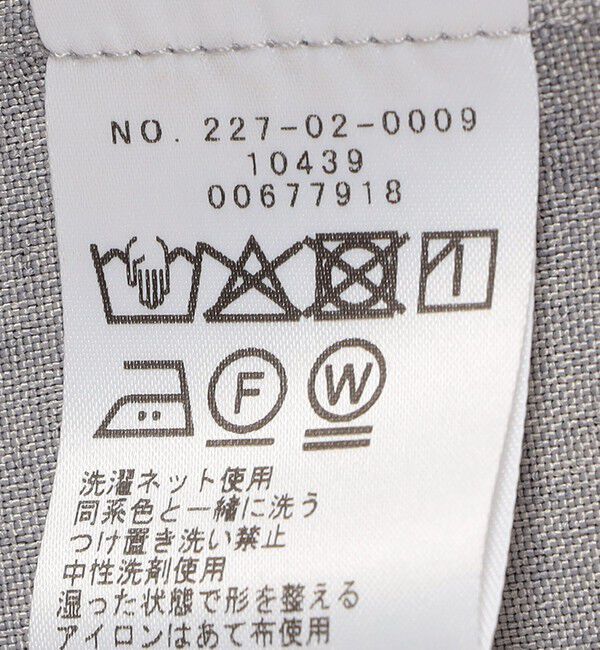 NO. 227-02-0009
10439
00677918
F W
洗濯ネット使用
同系色と一緒に洗う
つけ置き洗い禁止
中性洗剤使用
湿った状態で形を整える
アイロンはあて布使用